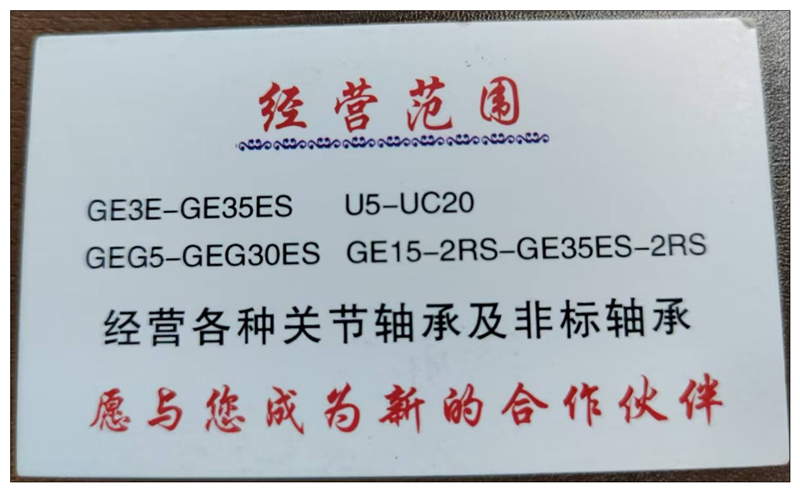 经营范围
GE3E-GE35ES U5-UC20
GEG5-GEG30ES GE15-2RS-GE35ES-2RS
经营各种关节轴承及非标轴承
愿与您成为新的合作伙伴